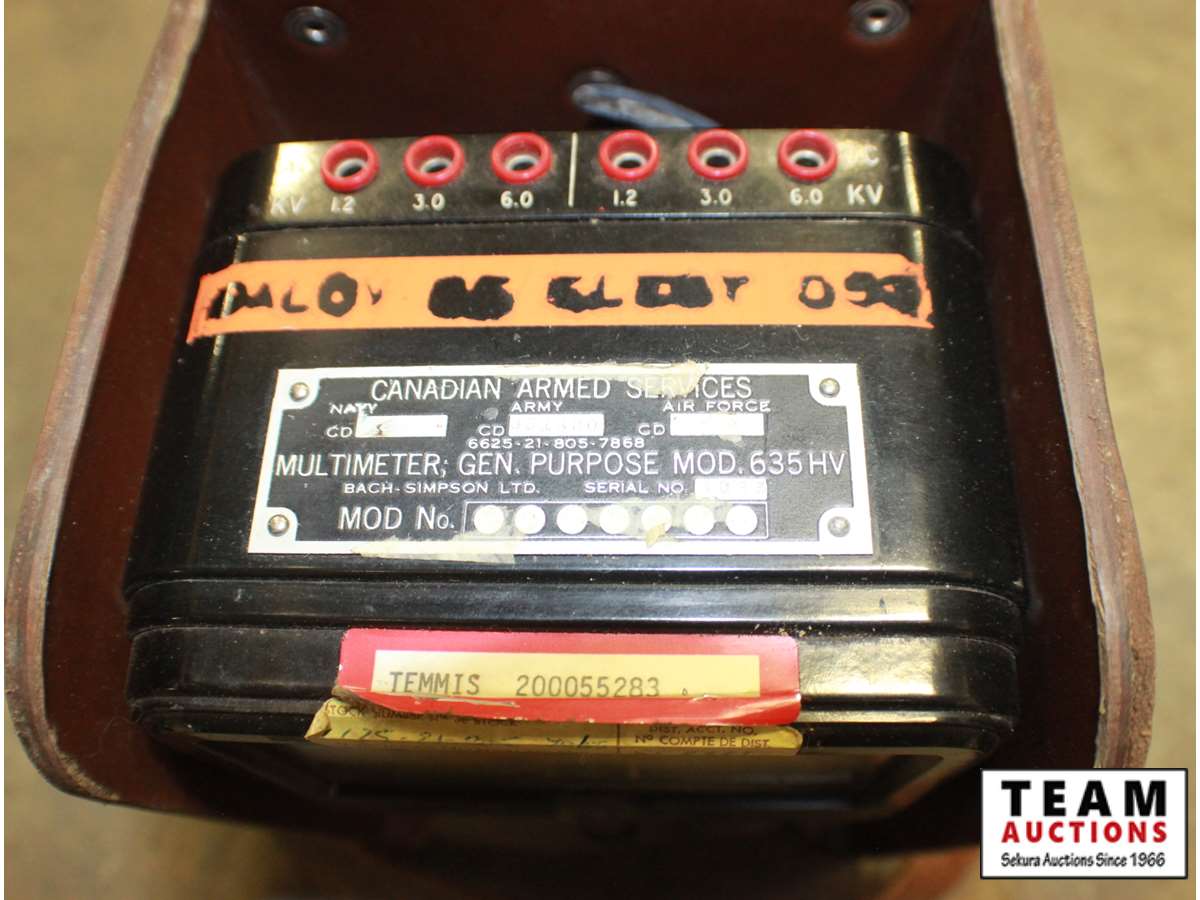 KV 1.2 3.0 6.0 1.2 3.0 6.0 KV
CANADIAN ARMED SERVICES
NAVY ARMY AIR FORCE
CD CD CD
6625-21-805-7868
MULTIMETER; GEN. PURPOSE MOD. 635 HV
BACH-SIMPSON LTD. SERIAL NO.
MOD No.
TEMMIS 200055283
STOCK
DIST. ACCT. NO.
Nº COMPTE DE DIST.
TEAM
AUCTIONS
Sekura Auctions Since 1966